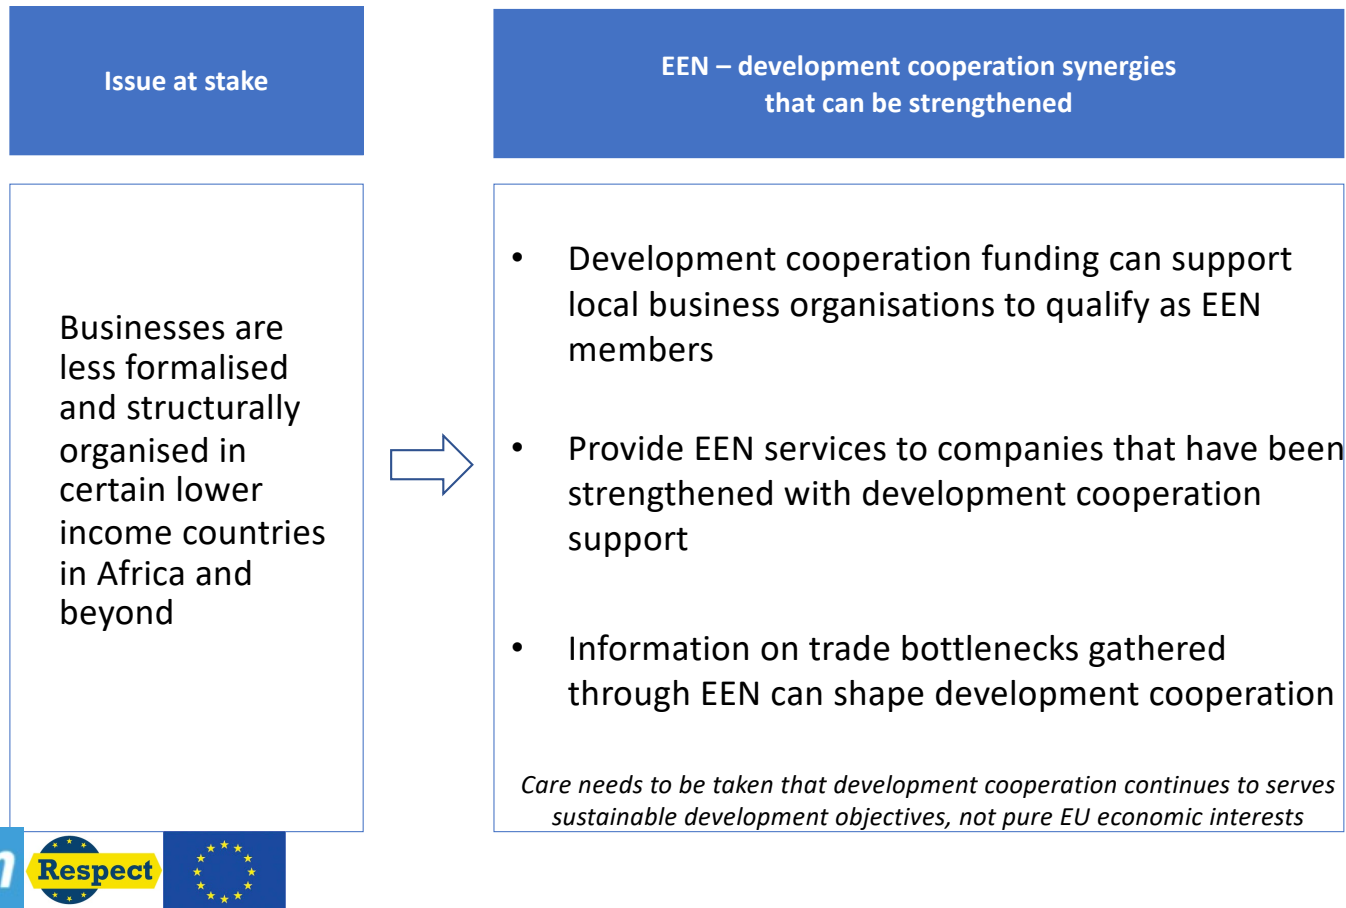 Issue at stake
EEN – development cooperation synergies
that can be strengthened
Businesses are
less formalised
and structurally
organised in
certain lower
income countries
in Africa and
beyond
• Development cooperation funding can support
local business organisations to qualify as EEN
members
• Provide EEN services to companies that have been
strengthened with development cooperation
support
• Information on trade bottlenecks gathered
through EEN can shape development cooperation
Care needs to be taken that development cooperation continues to serves
sustainable development objectives, not pure EU economic interests
Respect